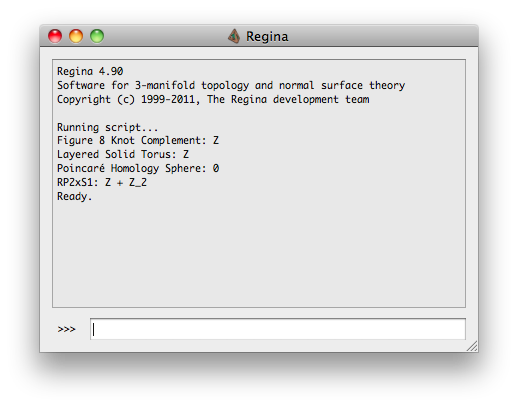 Regina
Regina 4.90
Software for 3-manifold topology and normal surface theory
Copyright (c) 1999-2011, The Regina development team
Running script...
Figure 8 Knot Complement: Z
Layered Solid Torus: Z
Poincaré Homology Sphere: 0
RP2xS1: Z + Z_2
Ready.
>>>